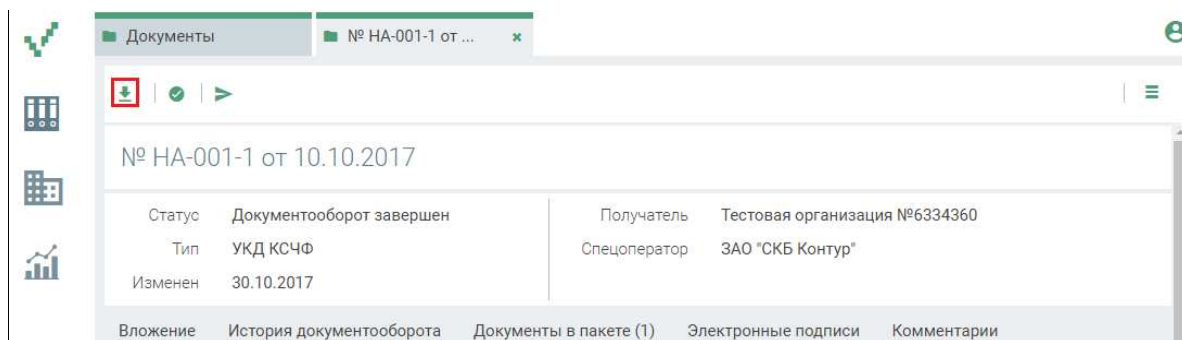 Документы
№ НА-001-1 от ...
№ НА-001-1 от 10.10.2017
Статус Документооборот завершен
Получатель Тестовая организация №6334360
Тип УКД КСЧФ
Спецоператор ЗАО "СКБ Контур"
Изменен 30.10.2017
Вложение История документооборота Документы в пакете (1) Электронные подписи Комментарии